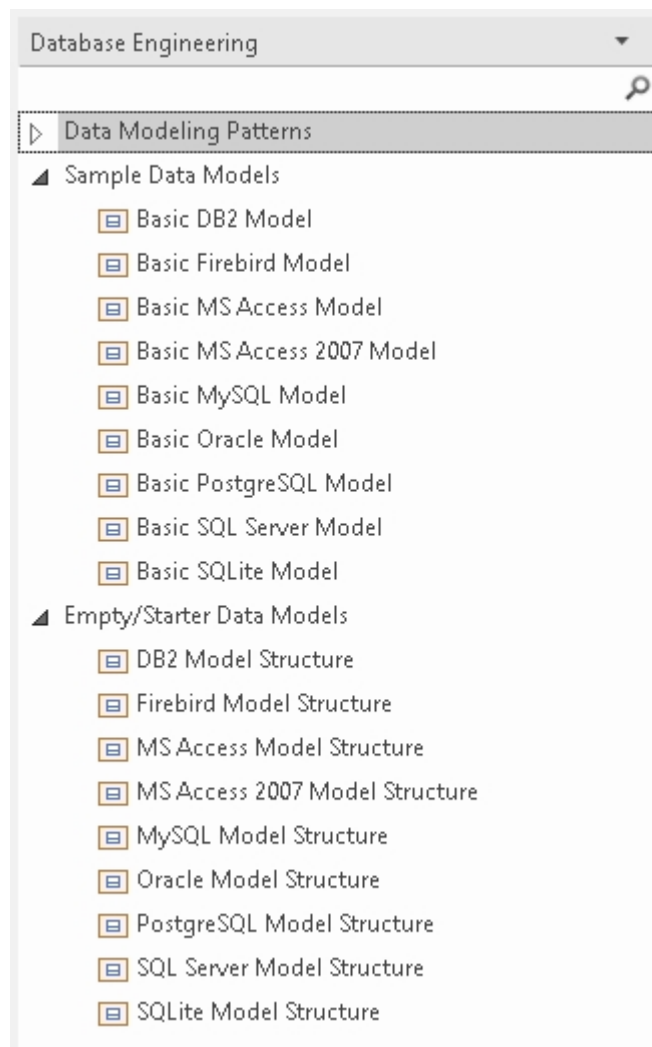 Database Engineering
Data Modeling Patterns
Sample Data Models
Basic DB2 Model
Basic Firebird Model
Basic MS Access Model
Basic MS Access 2007 Model
Basic MySQL Model
Basic Oracle Model
Basic PostgreSQL Model
Basic SQL Server Model
Basic SQLite Model
Empty/Starter Data Models
DB2 Model Structure
Firebird Model Structure
MS Access Model Structure
MS Access 2007 Model Structure
MySQL Model Structure
Oracle Model Structure
PostgreSQL Model Structure
SQL Server Model Structure
SQLite Model Structure